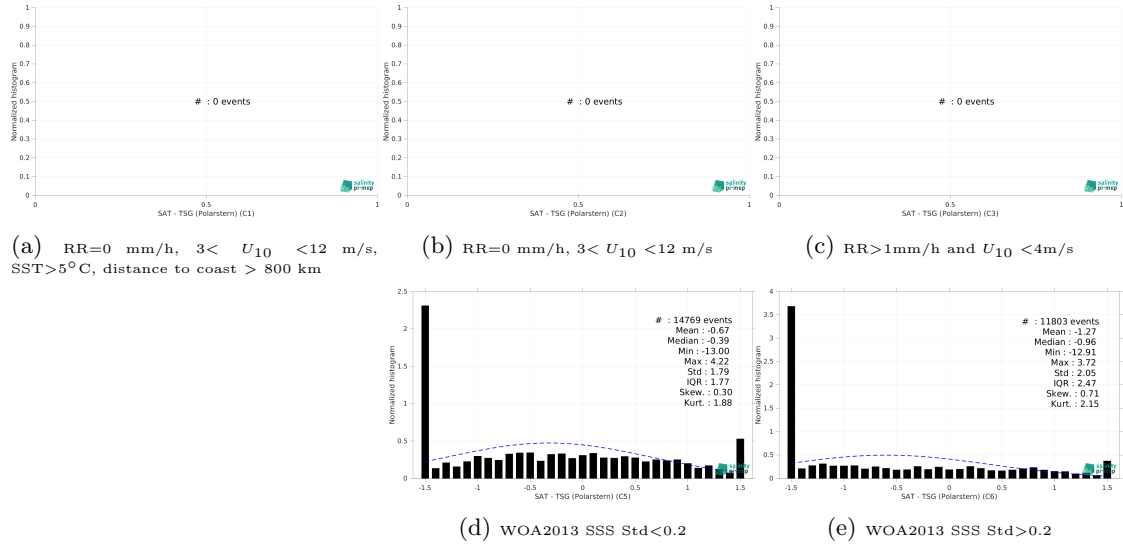 1
0.9
0.8
0.7
0.6
0.5
0.4
0.3
0.2
0.1
0
Normalized histogram
# : 0 events
salinity
pi-mep
0 0.5 1
SAT - TSG (Polarstern) (C1)
1
0.9
0.8
0.7
0.6
0.5
0.4
0.3
0.2
0.1
0
Normalized histogram
# : 0 events
salinity
pi-mep
0 0.5 1
SAT - TSG (Polarstern) (C2)
1
0.9
0.8
0.7
0.6
0.5
0.4
0.3
0.2
0.1
0
Normalized histogram
# : 0 events
salinity
pi-mep
0 0.5 1
SAT - TSG (Polarstern) (C3)
(a) RR=0 mm/h, 3< U10 <12 m/s,
SST>5°C, distance to coast > 800 km
(b) RR=0 mm/h, 3< U10 <12 m/s
(c) RR>1mm/h and U10 <4m/s
2.5
2
1.5
1
0.5
0
Normalized histogram
# : 14769 events
Mean : -0.67
Median : -0.39
Min : -13.00
Max : 4.22
Std : 1.79
IQR : 1.77
Skew. : 0.30
Kurt. : 1.88
salinity
pi-mep
-1.5 -1 -0.5 0 0.5 1 1.5
SAT - TSG (Polarstern) (C5)
4
3.5
3
2.5
2
1.5
1
0.5
0
Normalized histogram
# : 11803 events
Mean : -1.27
Median : -0.96
Min : -12.91
Max : 3.72
Std : 2.05
IQR : 2.47
Skew. : 0.71
Kurt. : 2.15
salinity
pi-mep
-1.5 -1 -0.5 0 0.5 1 1.5
SAT - TSG (Polarstern) (C6)
(d) WOA2013 SSS Std<0.2
(e) WOA2013 SSS Std>0.2